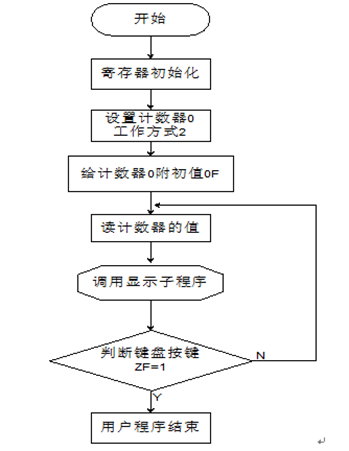 开始
寄存器初始化
设置计数器0
工作方式2
给计数器0附初值0F
读计数器的值
调用显示子程序
判断键盘按键
ZF=1
N
Y
用户程序结束